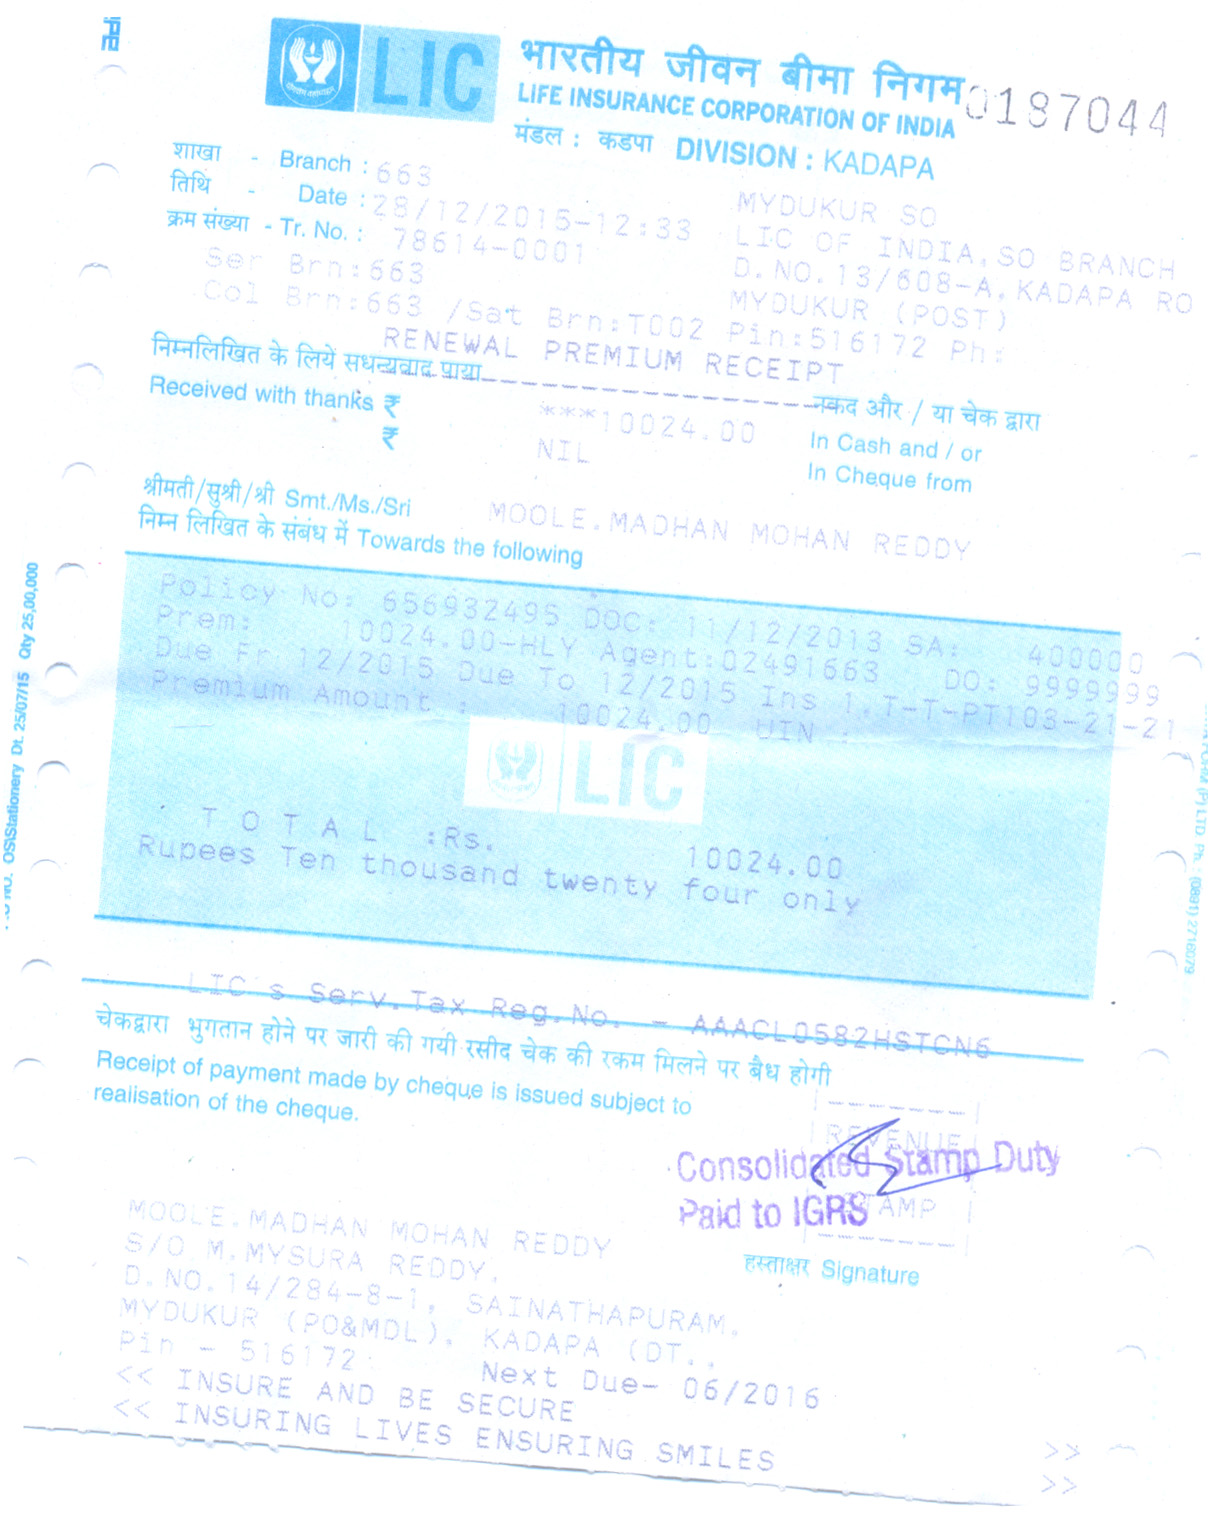 LIC
भारतीय जीवन बीमा निगम
LIFE INSURANCE CORPORATION OF INDIA
0187044
मंडल : कडपा DIVISION : KADAPA
शाखा - Branch : 663
तिथि - Date : 28/12/2015-12:33
क्रम संख्या - Tr. No. : 78614-0001
MYDUKUR SO
LIC OF INDIA,SO BRANCH
D.NO.13/608-A,KADAPA RO
MYDUKUR (POST)
Ser Brn:663
Col Brn:663 /Sat Brn:T002 Pin:516172 Ph:
RENEWAL PREMIUM RECEIPT
निम्नलिखित के लिये सधन्यवाद पाया
Received with thanks ₹ ***10024.00
₹ NIL
नकद और / या चेक द्वारा
In Cash and / or
In Cheque from
श्रीमती/सुश्री/श्री Smt./Ms./Sri MOOLE.MADHAN MOHAN REDDY
निम्न लिखित के संबंध में Towards the following
Policy No: 656932495 DOC: 11/12/2013 SA: 400000
Prem: 10024.00-HLY Agent:02491663 DO: 9999999
Due Fr 12/2015 Due To 12/2015 Ins 1,T-T-PT103-21-21
Premium Amount : 10024.00 UIN :
LIC
T O T A L :Rs. 10024.00
Rupees Ten thousand twenty four only
LIC s Serv.Tax Reg.No. - AAACL0582HSTCN6
चेकद्वारा भुगतान होने पर जारी की गयी रसीद चेक की रकम मिलने पर बैध होगी
Receipt of payment made by cheque is issued subject to
realisation of the cheque.
REVENUE
STAMP
Consolidated Stamp Duty
Paid to IGRS
हस्ताक्षर Signature
MOOLE.MADHAN MOHAN REDDY
S/O M.MYSURA REDDY,
D.NO.14/284-8-1, SAINATHAPURAM,
MYDUKUR (PO&MDL), KADAPA (DT.,
Pin - 516172. Next Due- 06/2016
<< INSURE AND BE SECURE >>
<< INSURING LIVES ENSURING SMILES >>
OS\Stationery Dt. 25/07/15 Qty 25,00,000
(P) LTD Ph. (0891) 2716079